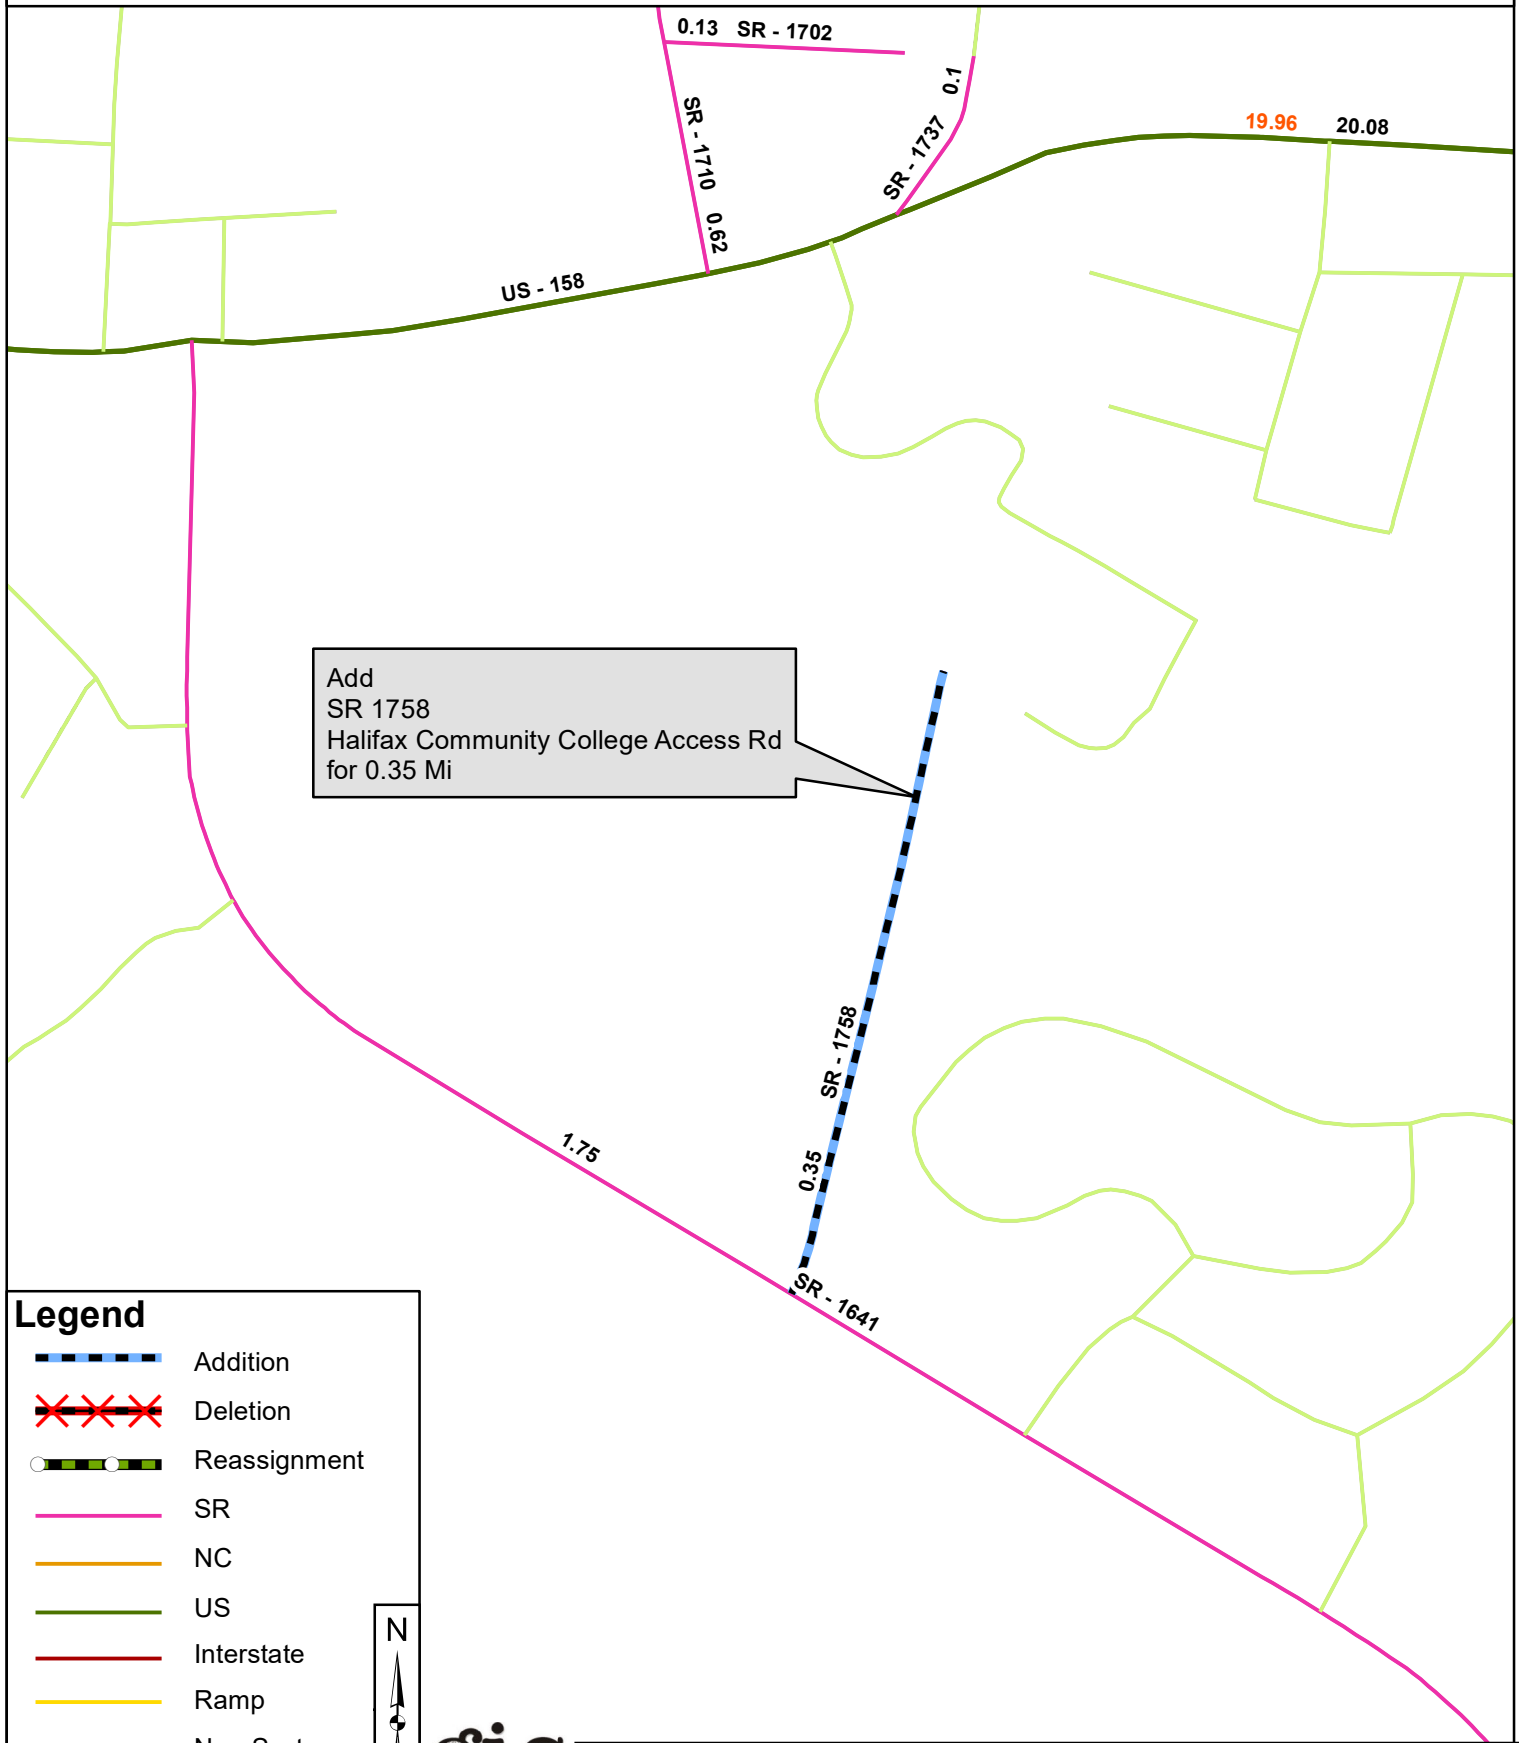 0.13 SR - 1702
0.1
SR - 1737
SR - 1710 0.62
19.96 20.08
US - 158
Add
SR 1758
Halifax Community College Access Rd
for 0.35 Mi
SR - 1758
0.35
1.75
SR - 1641
Legend
Addition
Deletion
Reassignment
SR
NC
US
Interstate
Ramp
N